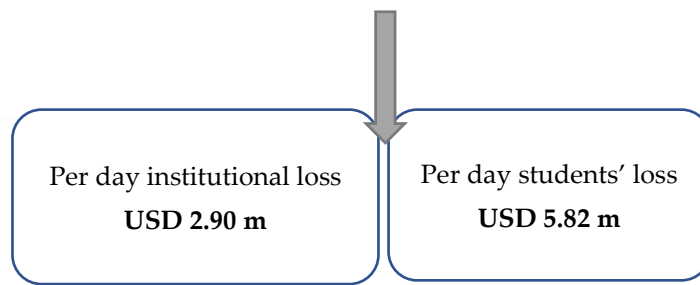 Per day institutional loss
USD 2.90 m
Per day students’ loss
USD 5.82 m